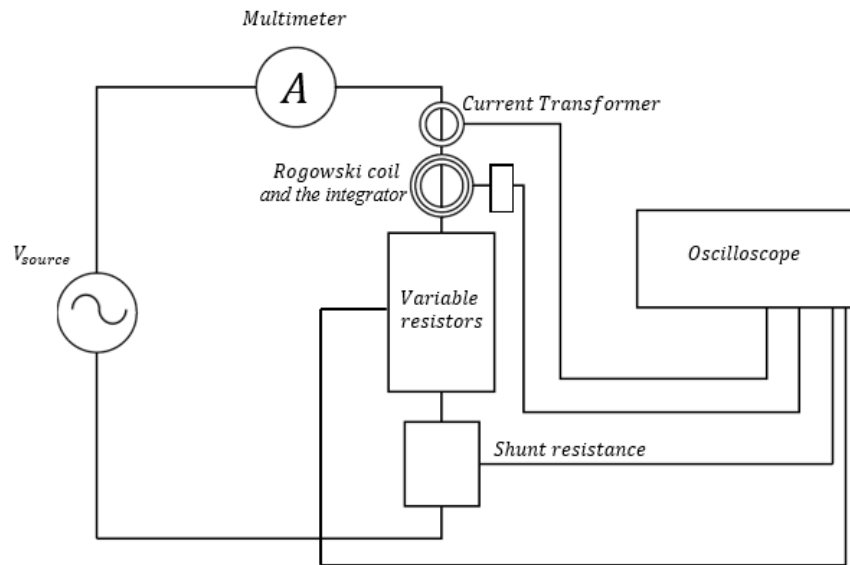 Multimeter
A
Current Transformer
Rogowski coil
and the integrator
V_source
Oscilloscope
Variable
resistors
Shunt resistance